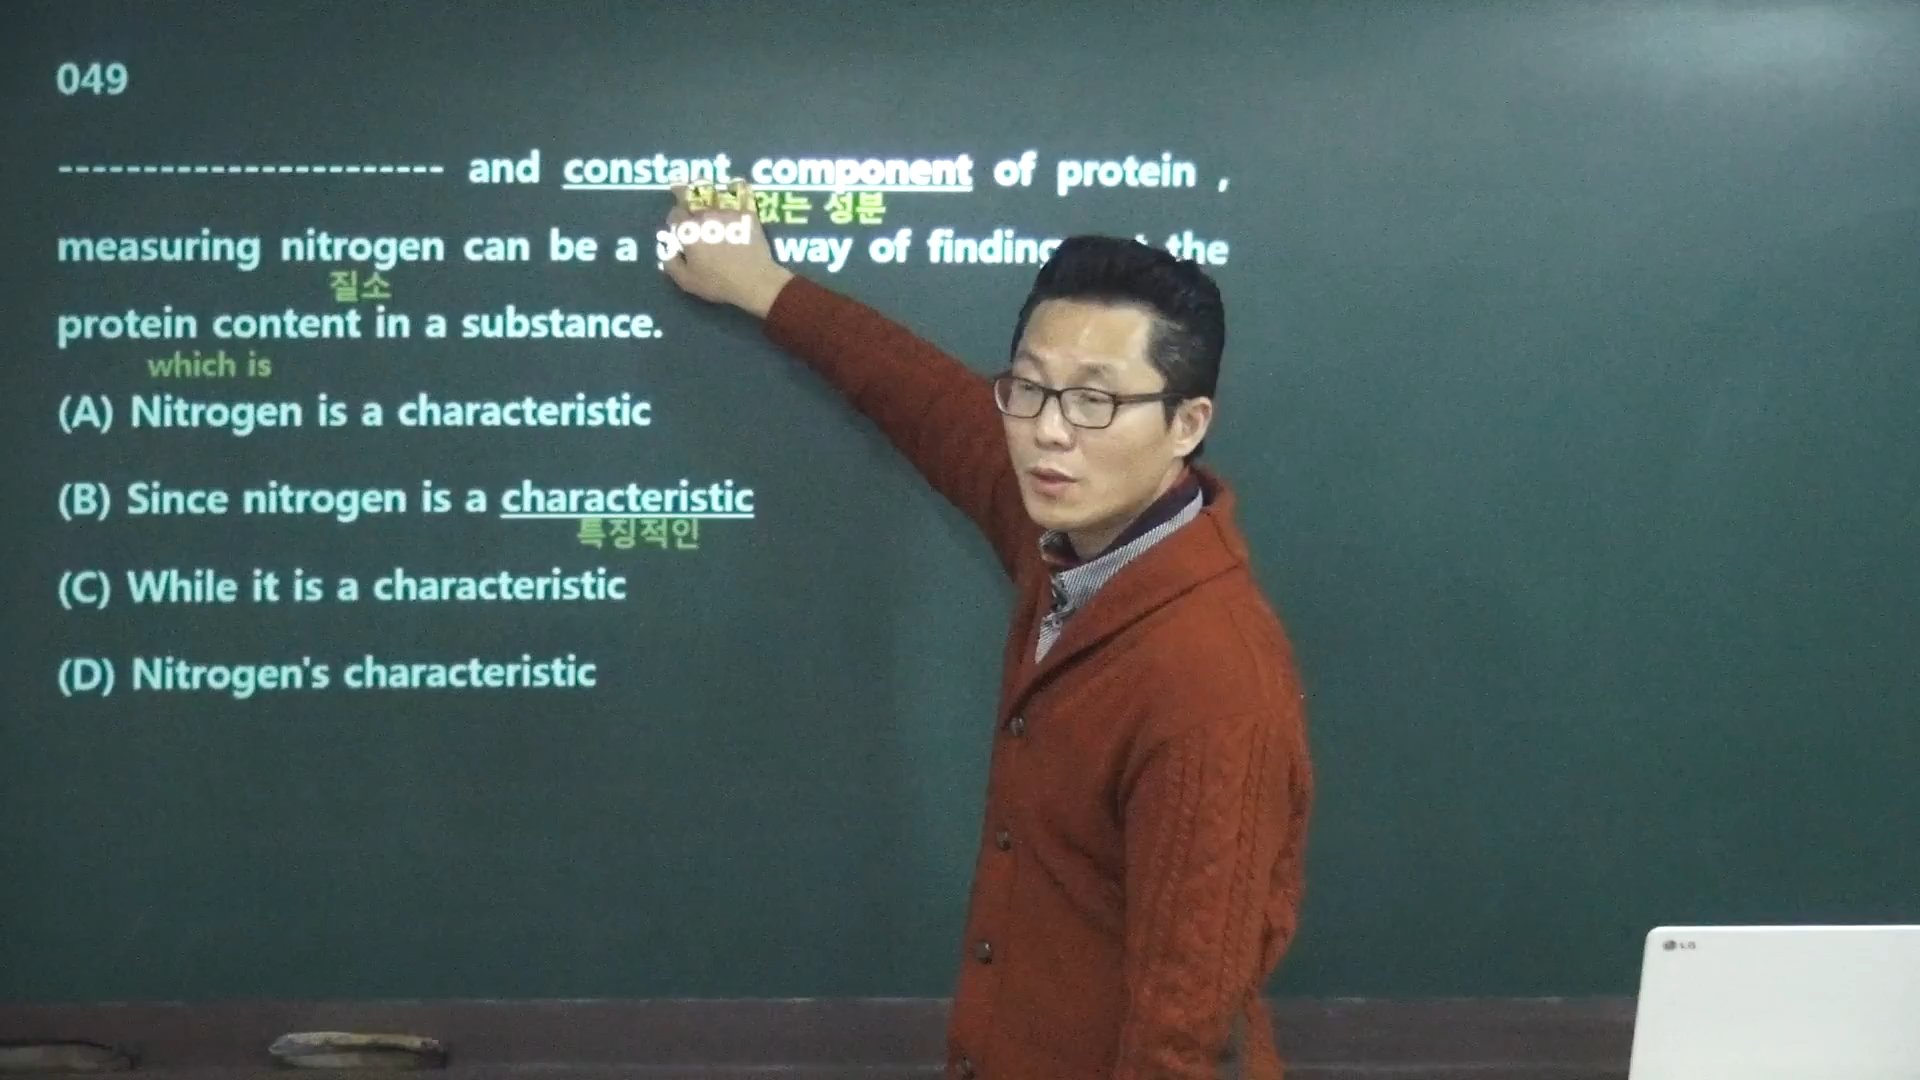 049
---------------------- and constant component of protein ,
없는 성분
measuring nitrogen can be a good way of finding the
질소
protein content in a substance.
which is
(A) Nitrogen is a characteristic
(B) Since nitrogen is a characteristic
특징적인
(C) While it is a characteristic
(D) Nitrogen's characteristic
LG